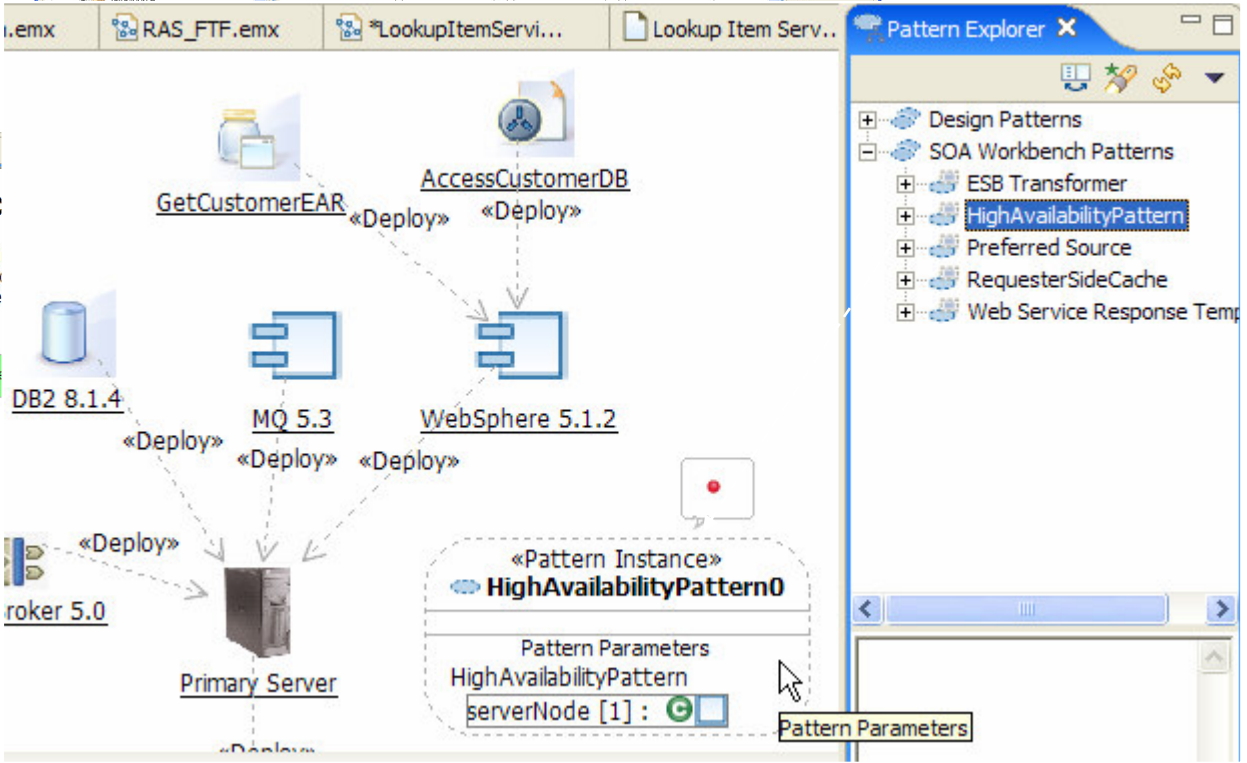 .emx
RAS_FTF.emx
*LookupItemServi...
Lookup Item Serv..
Pattern Explorer
Design Patterns
SOA Workbench Patterns
ESB Transformer
HighAvailabilityPattern
Preferred Source
RequesterSideCache
Web Service Response Temp
GetCustomerEAR
AccessCustomerDB
«Deploy»
«Deploy»
DB2 8.1.4
MQ 5.3
WebSphere 5.1.2
«Deploy»
«Deploy»
«Deploy»
«Deploy»
roker 5.0
Primary Server
«Pattern Instance»
HighAvailabilityPattern0
Pattern Parameters
HighAvailabilityPattern
serverNode [1] : C
Pattern Parameters
«Deploy»